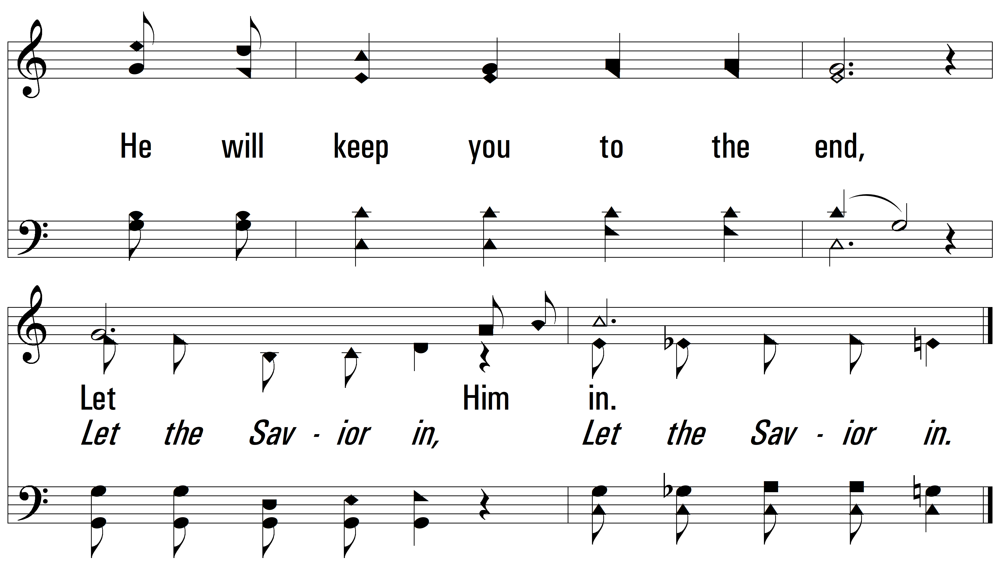 He will keep you to the end,
Let Him in.
Let the Sav - ior in, Let the Sav - ior in.